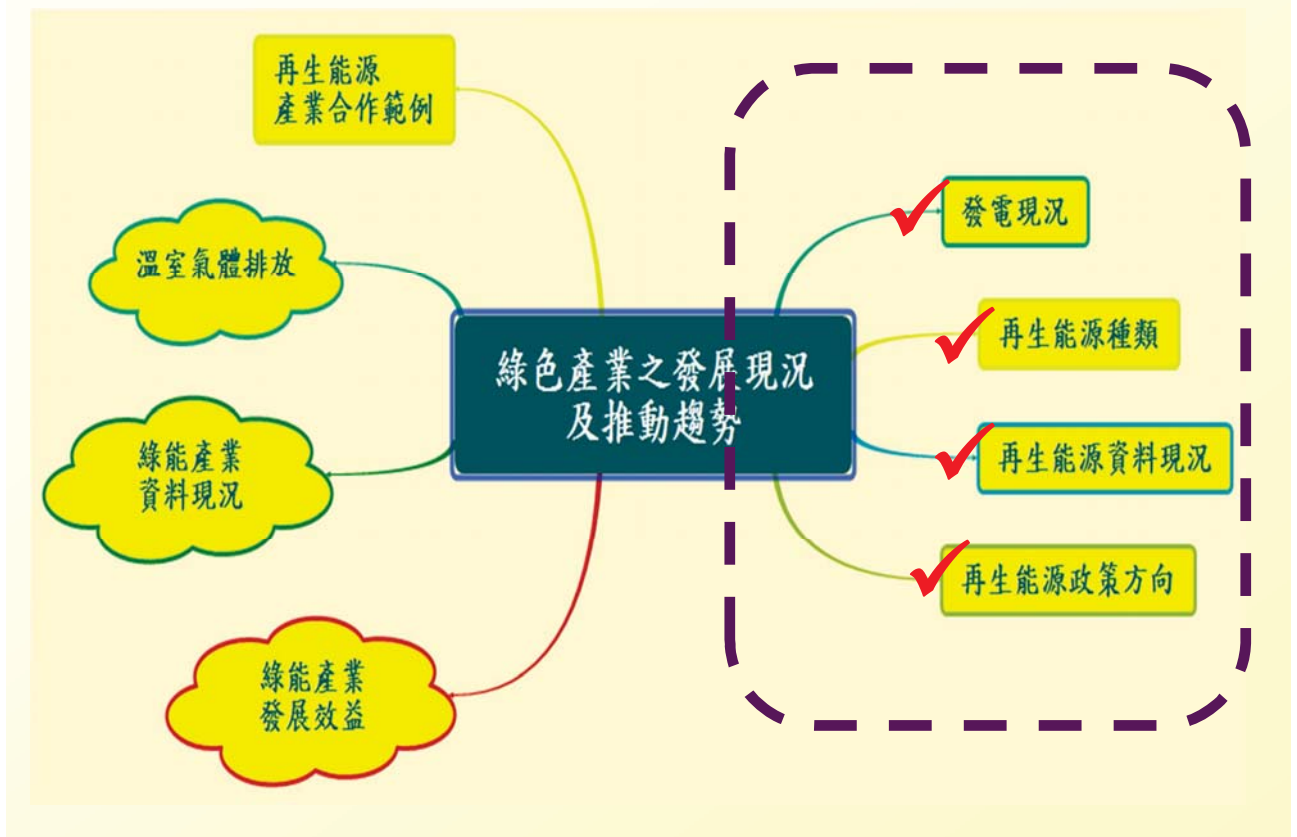 再生能源
產業合作範例
溫室氣體排放
綠能產業
資料現況
綠能產業
發展效益
綠色產業之發展現況
及推動趨勢
發電現況
再生能源種類
再生能源資料現況
再生能源政策方向